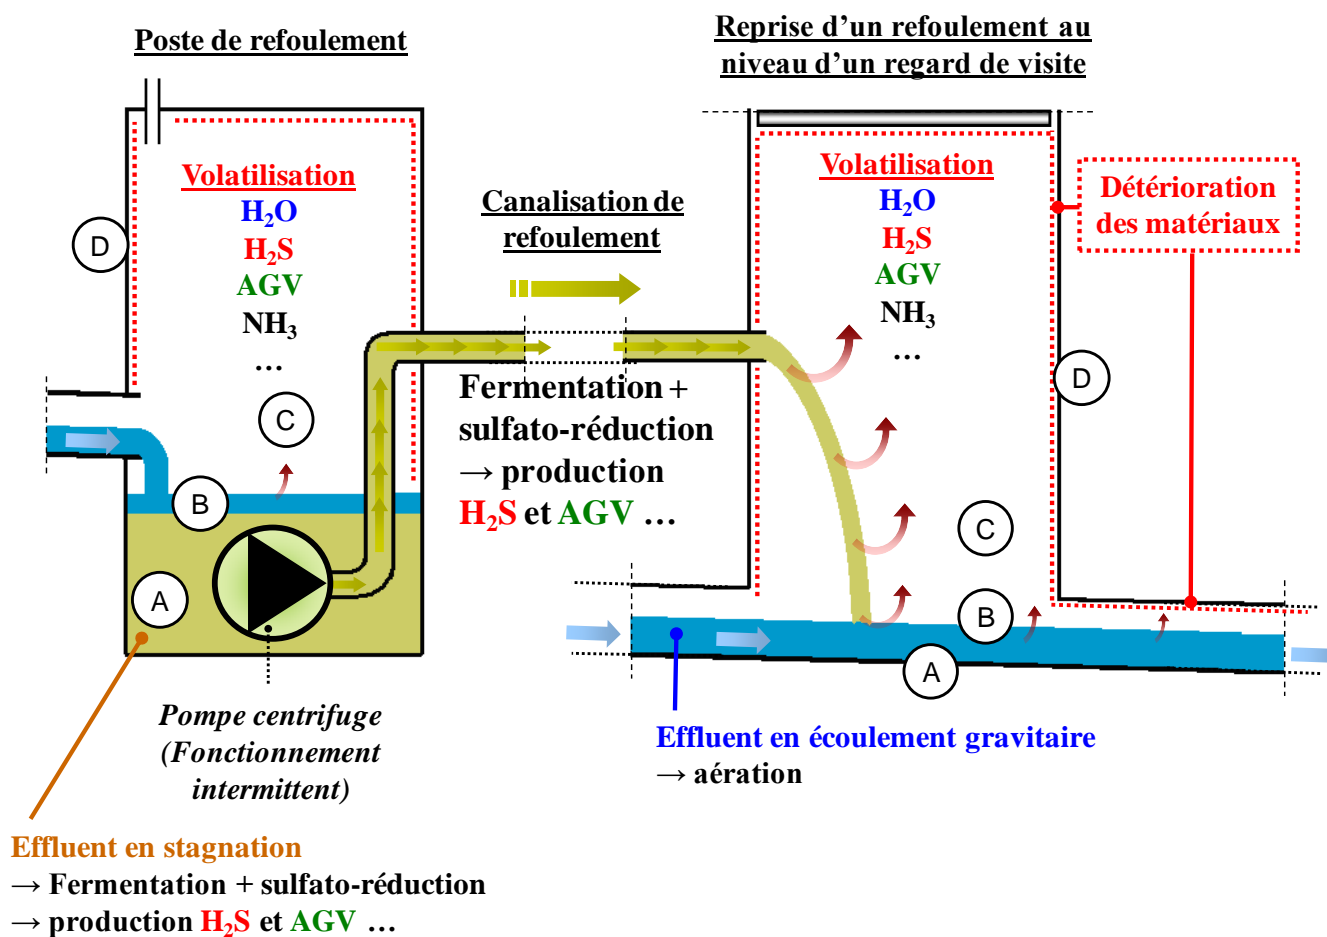 Poste de refoulement
Reprise d’un refoulement au
niveau d’un regard de visite
Volatilisation
H₂O
H₂S
AGV
NH₃
…
D
C
B
A
Canalisation de
refoulement
Fermentation +
sulfato-réduction
→ production
H₂S et AGV …
Volatilisation
H₂O
H₂S
AGV
NH₃
…
Détérioration
des matériaux
D
C
B
A
Pompe centrifuge
(Fonctionnement
intermittent)
Effluent en écoulement gravitaire
→ aération
Effluent en stagnation
→ Fermentation + sulfato-réduction
→ production H₂S et AGV …